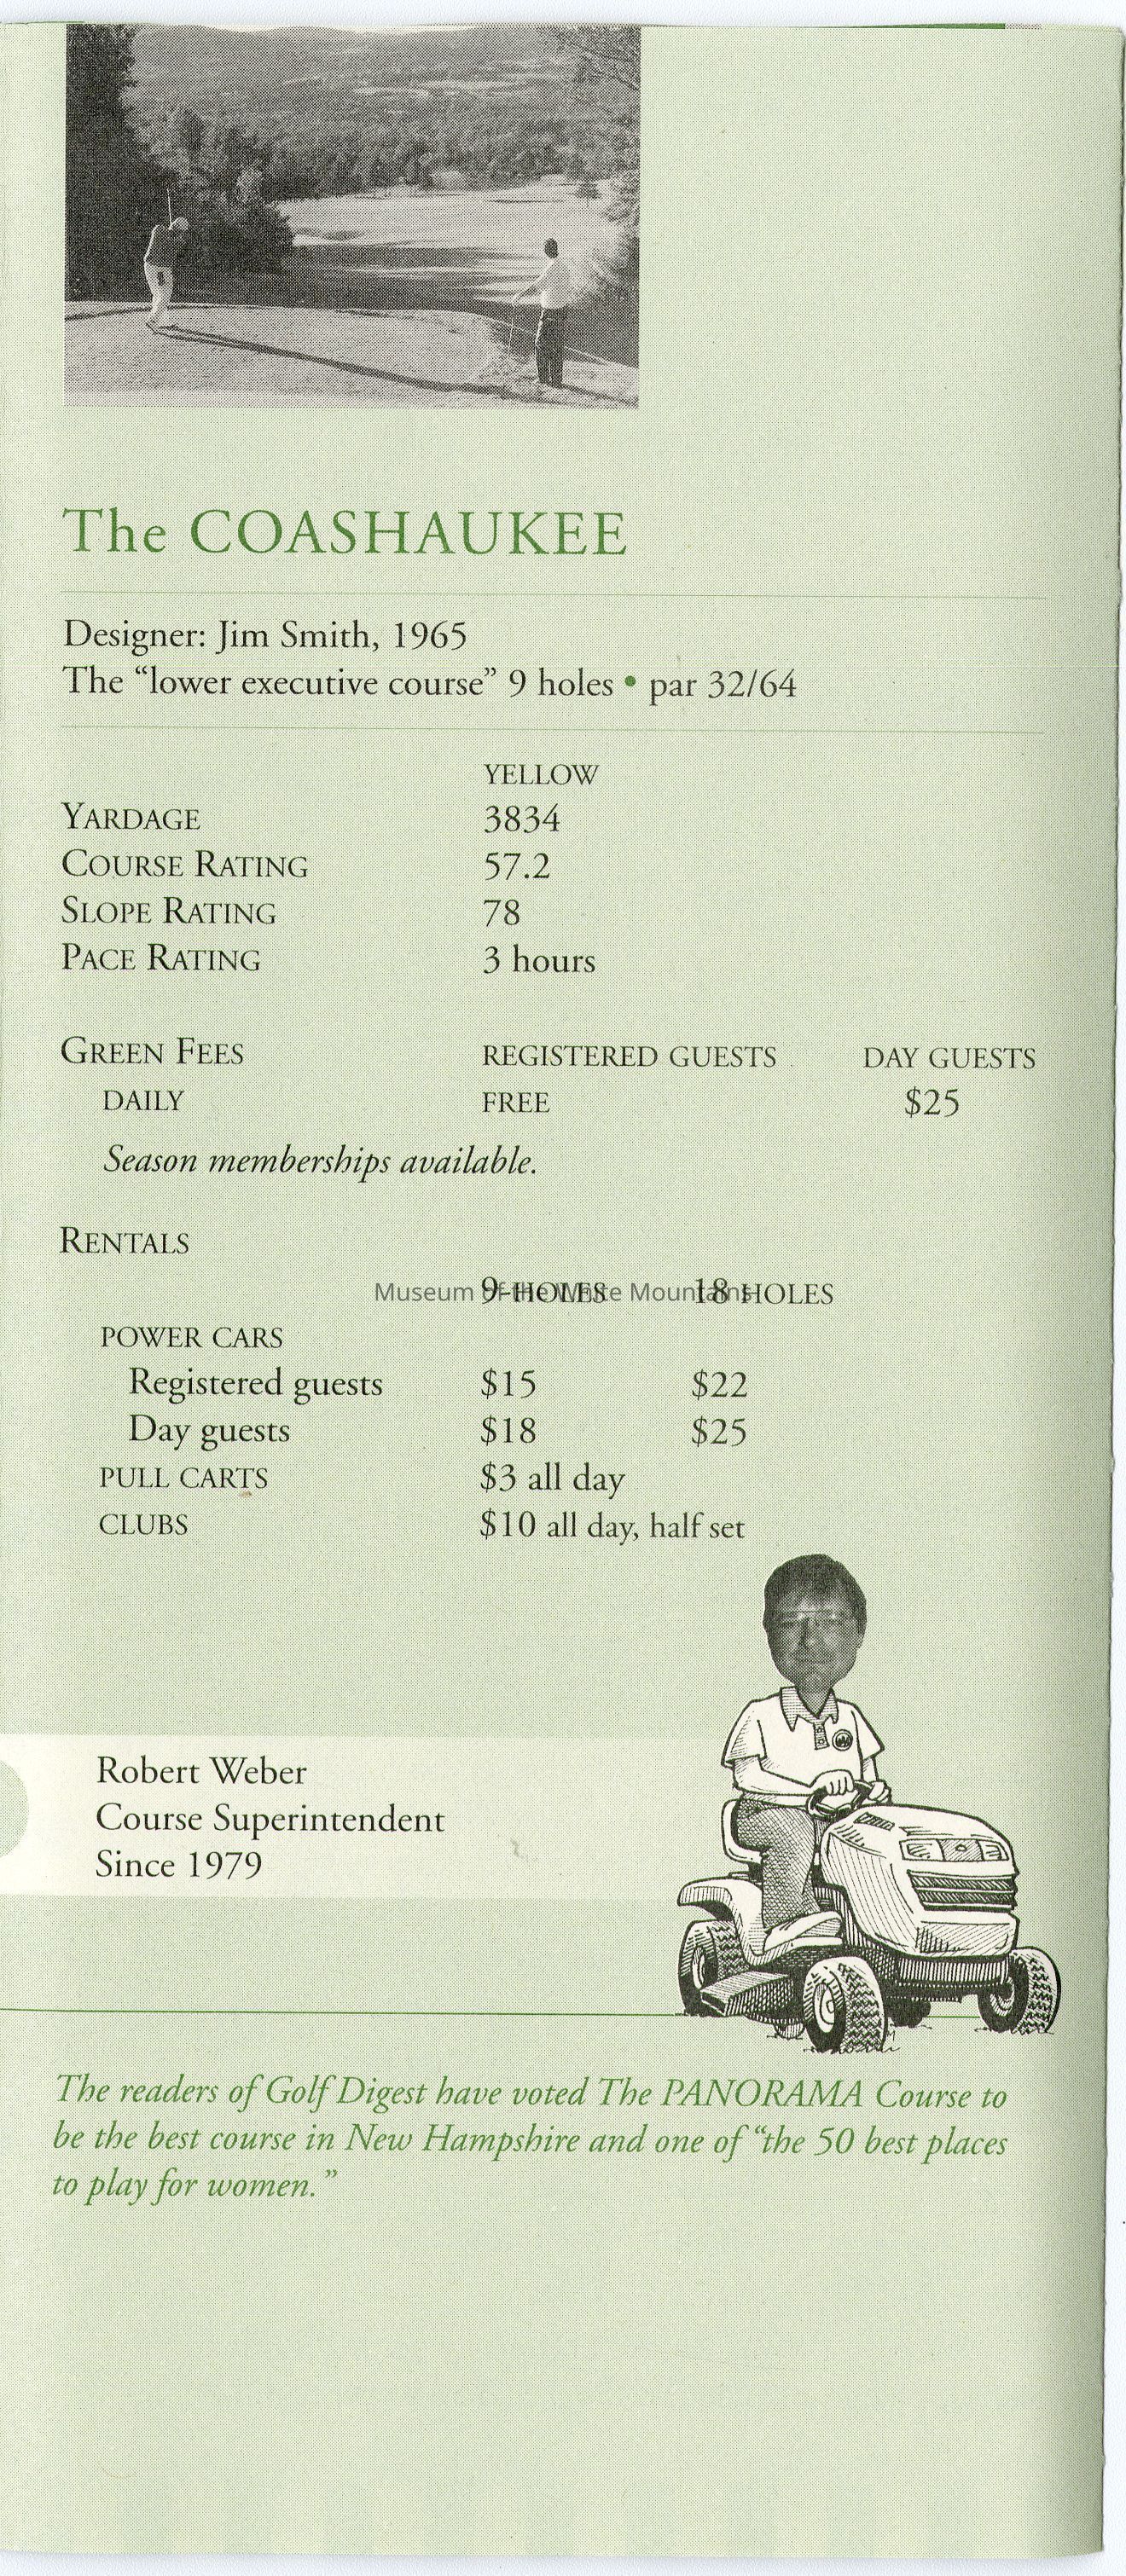 The COASHAUKEE
Designer: Jim Smith, 1965
The “lower executive course” 9 holes • par 32/64
YELLOW
YARDAGE 3834
COURSE RATING 57.2
SLOPE RATING 78
PACE RATING 3 hours
GREEN FEES REGISTERED GUESTS DAY GUESTS
DAILY FREE $25
Season memberships available.
RENTALS
9-HOLES 18 HOLES
Museum of the White Mountains
POWER CARS
Registered guests $15 $22
Day guests $18 $25
PULL CARTS $3 all day
CLUBS $10 all day, half set
Robert Weber
Course Superintendent
Since 1979
The readers of Golf Digest have voted The PANORAMA Course to
be the best course in New Hampshire and one of “the 50 best places
to play for women.”